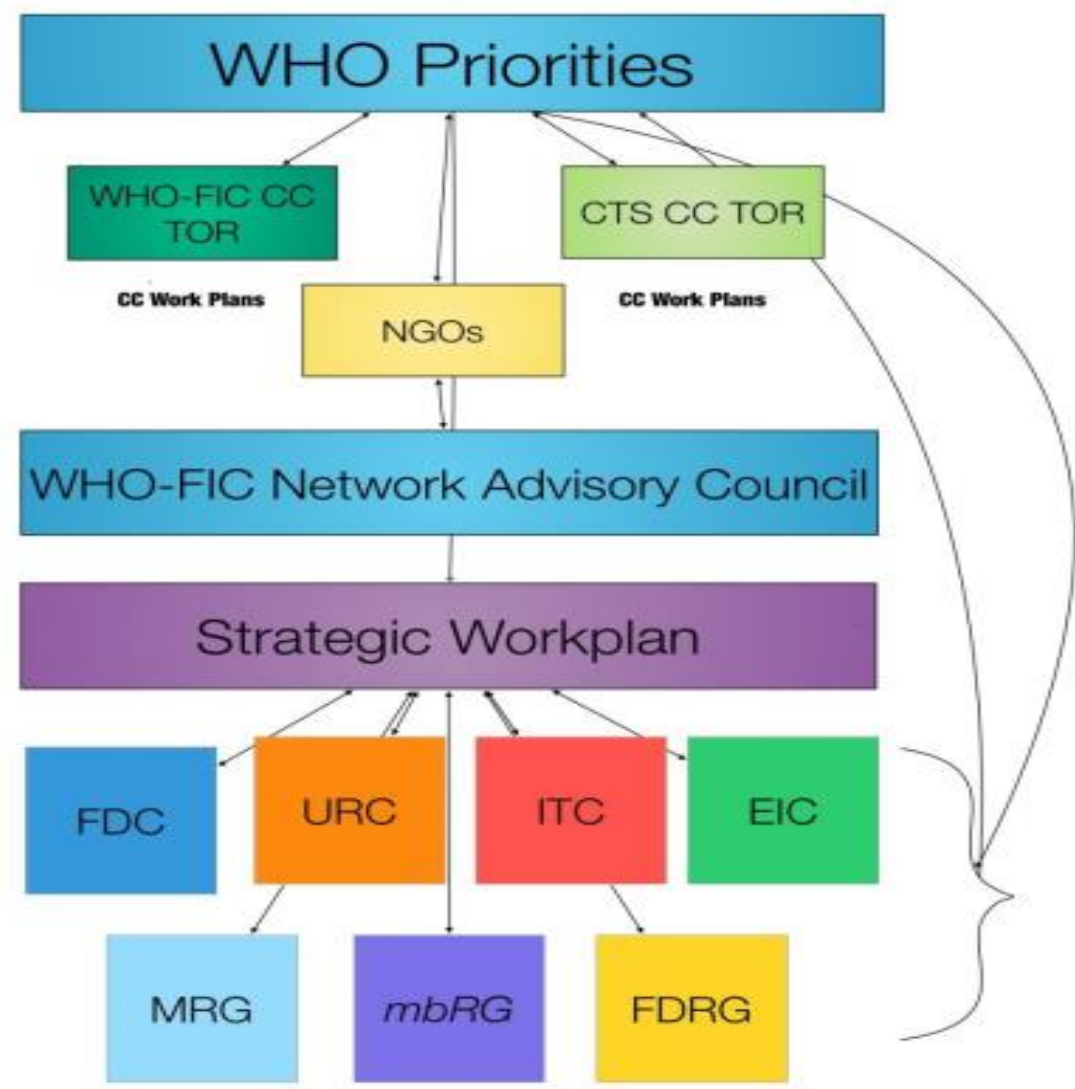 WHO Priorities
WHO-FIC CC
TOR
CTS CC TOR
CC Work Plans
CC Work Plans
NGOs
WHO-FIC Network Advisory Council
Strategic Workplan
FDC
URC
ITC
EIC
MRG
mbRG
FDRG